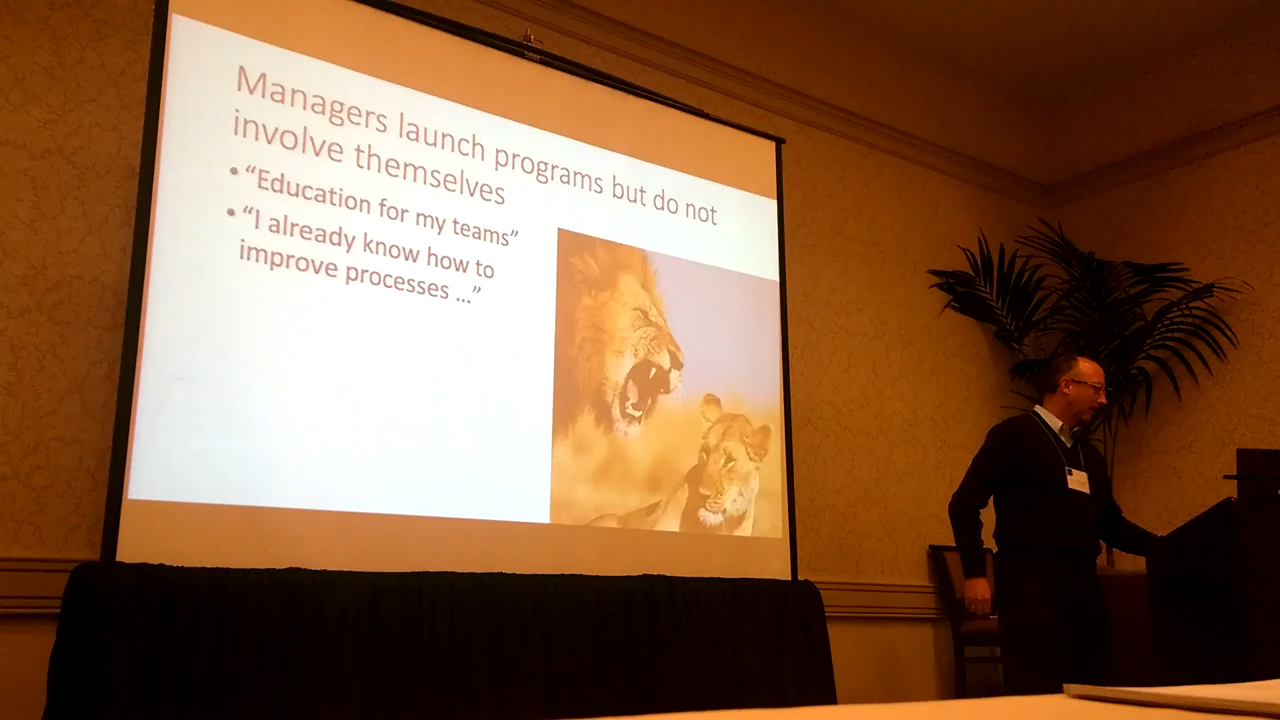 Managers launch programs but do not
involve themselves
• “Education for my teams”
• “I already know how to
improve processes …”